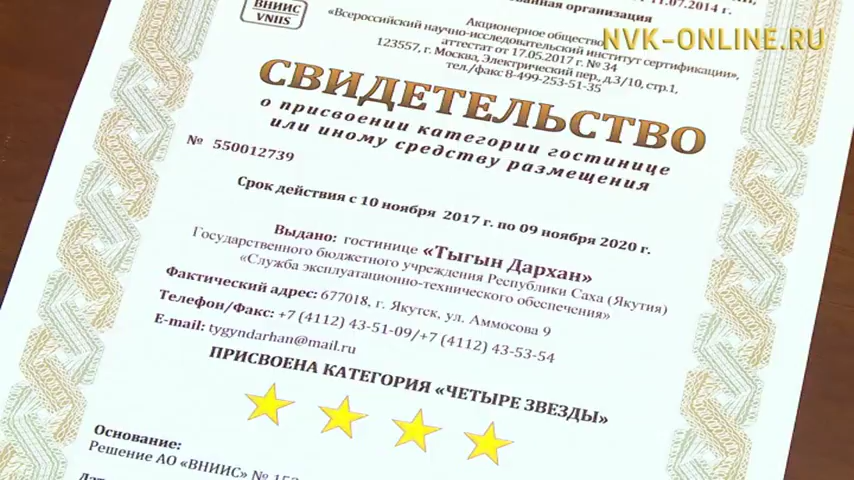 11.07.2014 г.
организация
ВНИИС
VNIIS
Акционерное общество
«Всероссийский научно-исследовательский институт сертификации»,
аттестат от 17.05.2017 г. № 34
123557, г. Москва, Электрический пер., д.3/10, стр.1,
тел./факс 8-499-253-51-35
NVK-ONLINE.RU
СВИДЕТЕЛЬСТВО
о присвоении категории гостинице
или иному средству размещения
№ 550012739
Срок действия с 10 ноября 2017 г. по 09 ноября 2020 г.
Выдано: гостинице «Тыгын Дархан»
Государственного бюджетного учреждения Республики Саха (Якутия)
«Служба эксплуатационно-технического обеспечения»
Фактический адрес: 677018, г. Якутск, ул. Аммосова 9
Телефон/Факс: +7 (4112) 43-51-09/+7 (4112) 43-53-54
E-mail: tygyndarhan@mail.ru
ПРИСВОЕНА КАТЕГОРИЯ «ЧЕТЫРЕ ЗВЕЗДЫ»
Основание:
Решение АО «ВНИИС» №